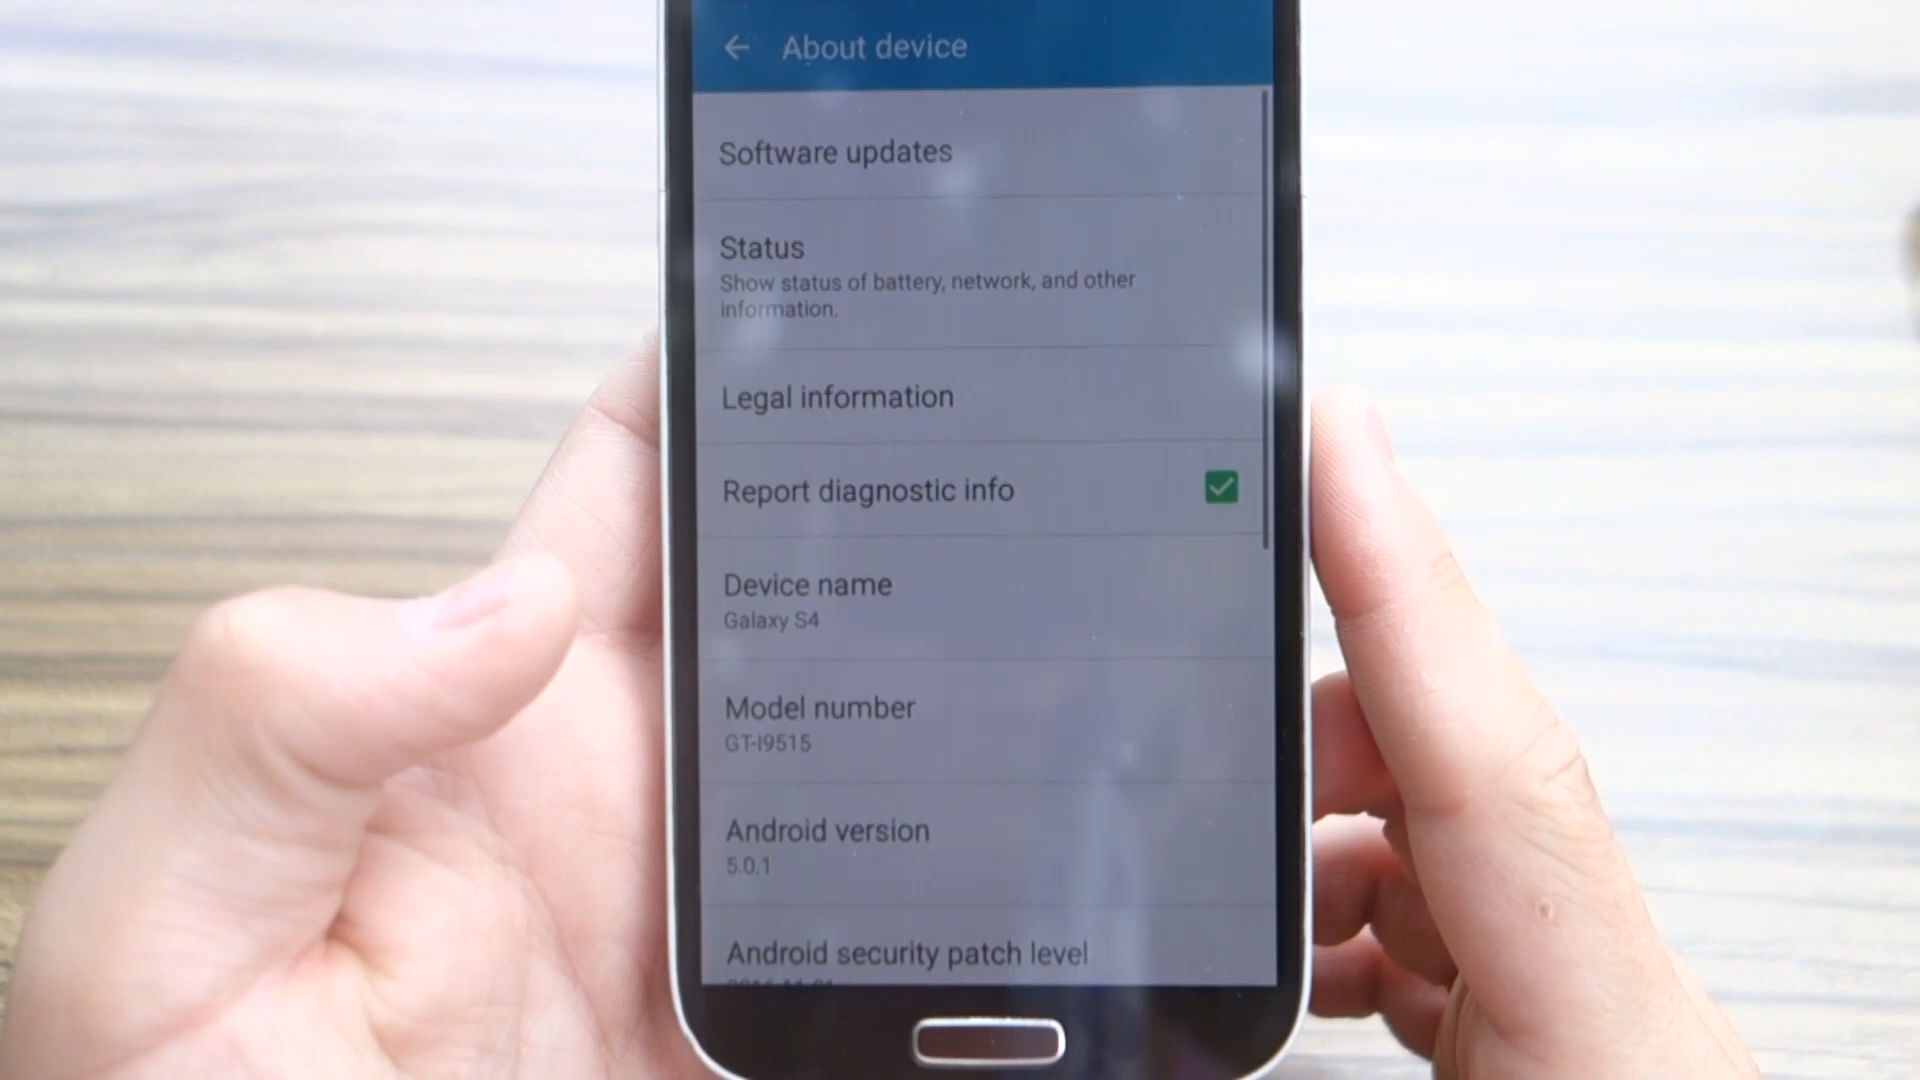 About device
Software updates
Status
Show status of battery, network, and other
information.
Legal information
Report diagnostic info
Device name
Galaxy S4
Model number
GT-I9515
Android version
5.0.1
Android security patch level